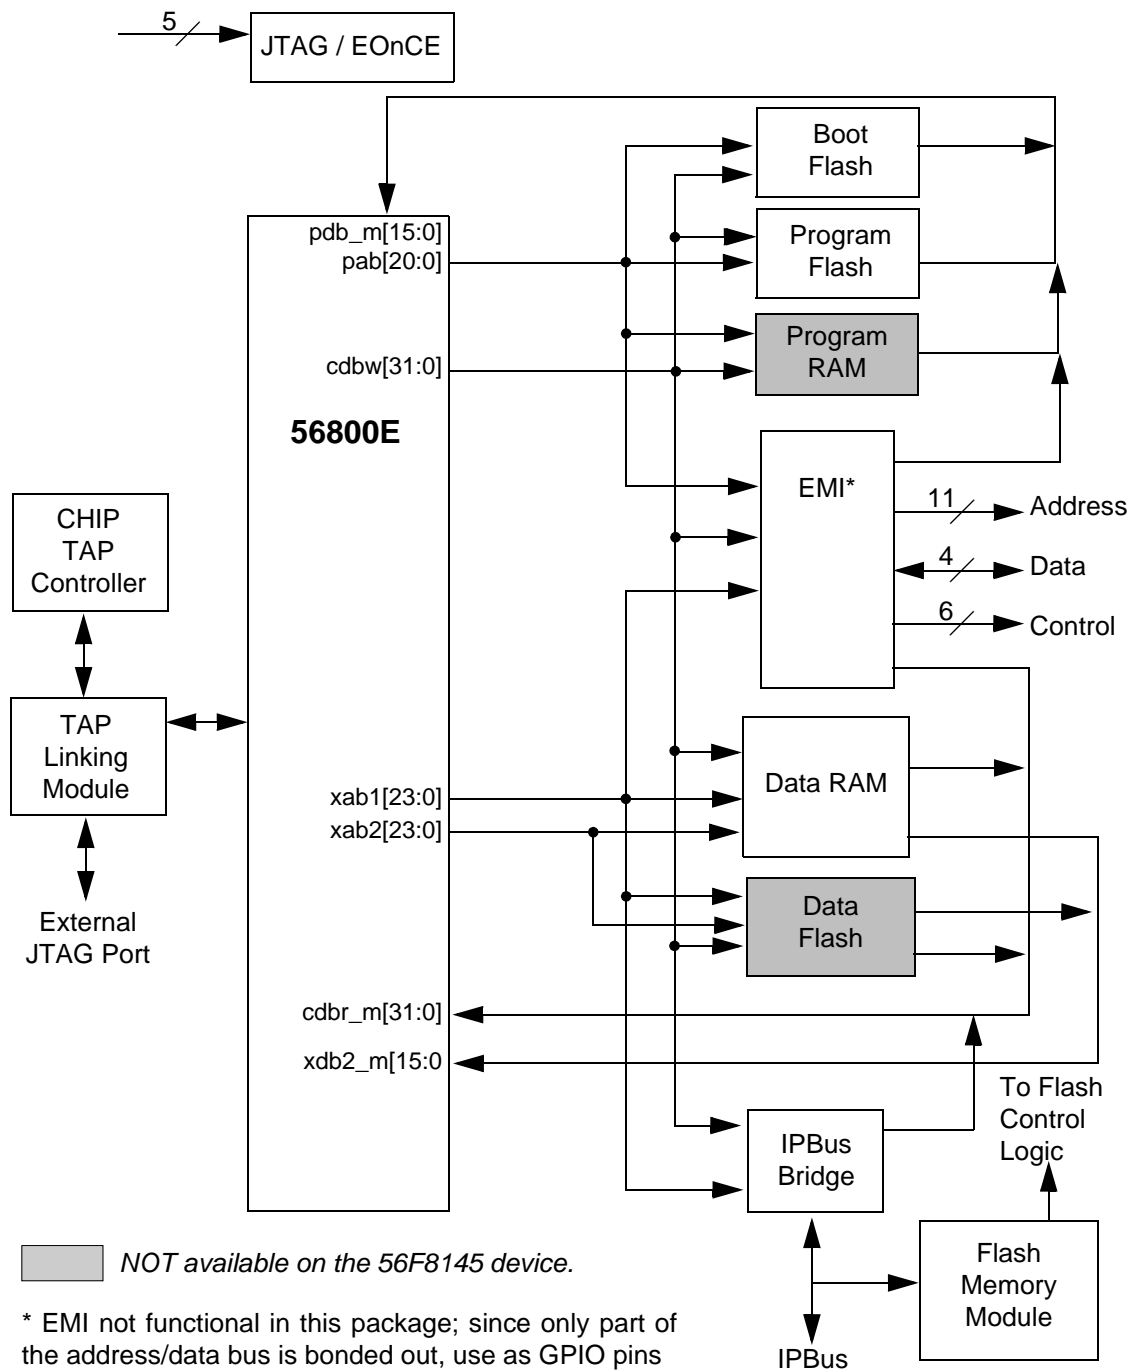 5
JTAG / EOnCE
Boot
Flash
pdb_m[15:0]
pab[20:0]
Program
Flash
cdbw[31:0]
Program
RAM
56800E
EMI*
11
Address
4
Data
6
Control
CHIP
TAP
Controller
TAP
Linking
Module
External
JTAG Port
xab1[23:0]
xab2[23:0]
Data RAM
Data
Flash
cdbr_m[31:0]
xdb2_m[15:0
To Flash
Control
Logic
IPBus
Bridge
Flash
Memory
Module
IPBus
NOT available on the 56F8145 device.
* EMI not functional in this package; since only part of
the address/data bus is bonded out, use as GPIO pins